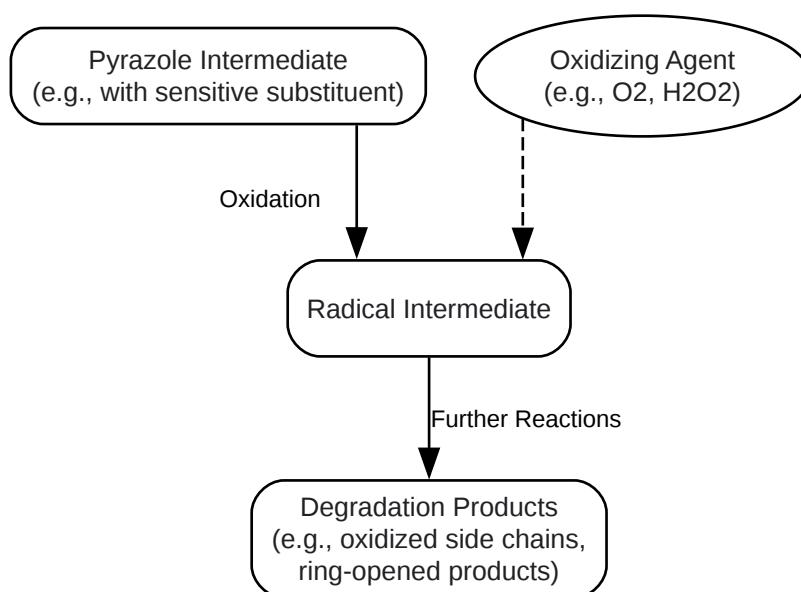 Pyrazole Intermediate
(e.g., with sensitive substituent)
Oxidizing Agent
(e.g., O2, H2O2)
Oxidation
Radical Intermediate
Further Reactions
Degradation Products
(e.g., oxidized side chains,
ring-opened products)